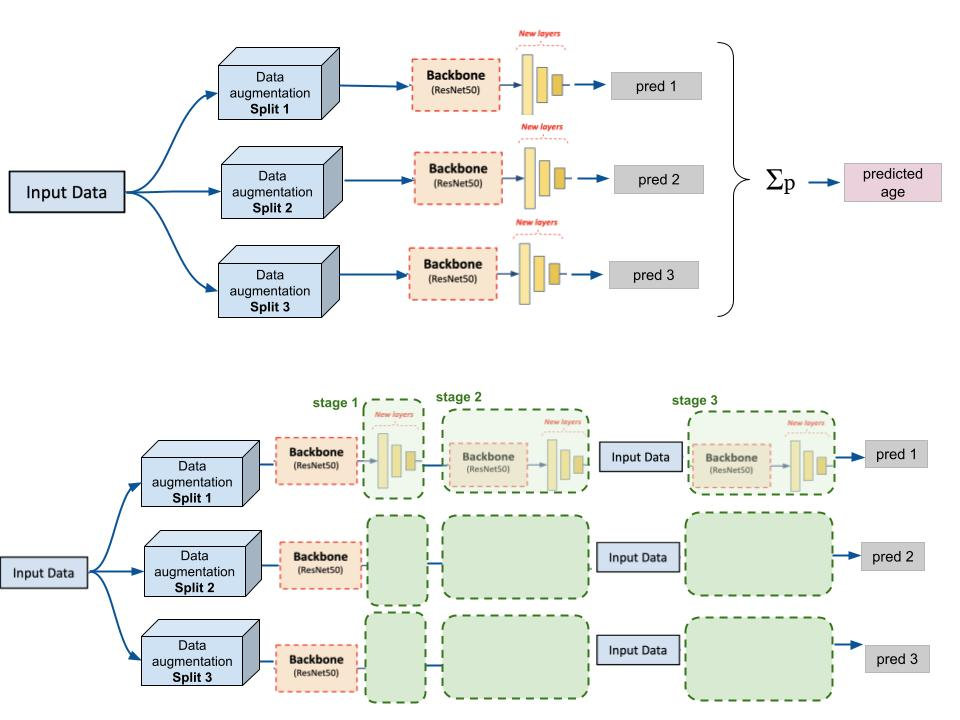 New layers
Data
augmentation
Split 1
Backbone
(ResNet50)
pred 1
New layers
Data
augmentation
Split 2
Backbone
(ResNet50)
pred 2
Input Data
Σp
predicted
age
New layers
Data
augmentation
Split 3
Backbone
(ResNet50)
pred 3
stage 1
stage 2
stage 3
New layers
New layers
New layers
Data
augmentation
Split 1
Backbone
(ResNet50)
Backbone
(ResNet50)
Input Data
Backbone
(ResNet50)
pred 1
Input Data
Data
augmentation
Split 2
Backbone
(ResNet50)
Input Data
pred 2
Data
augmentation
Split 3
Backbone
(ResNet50)
Input Data
pred 3